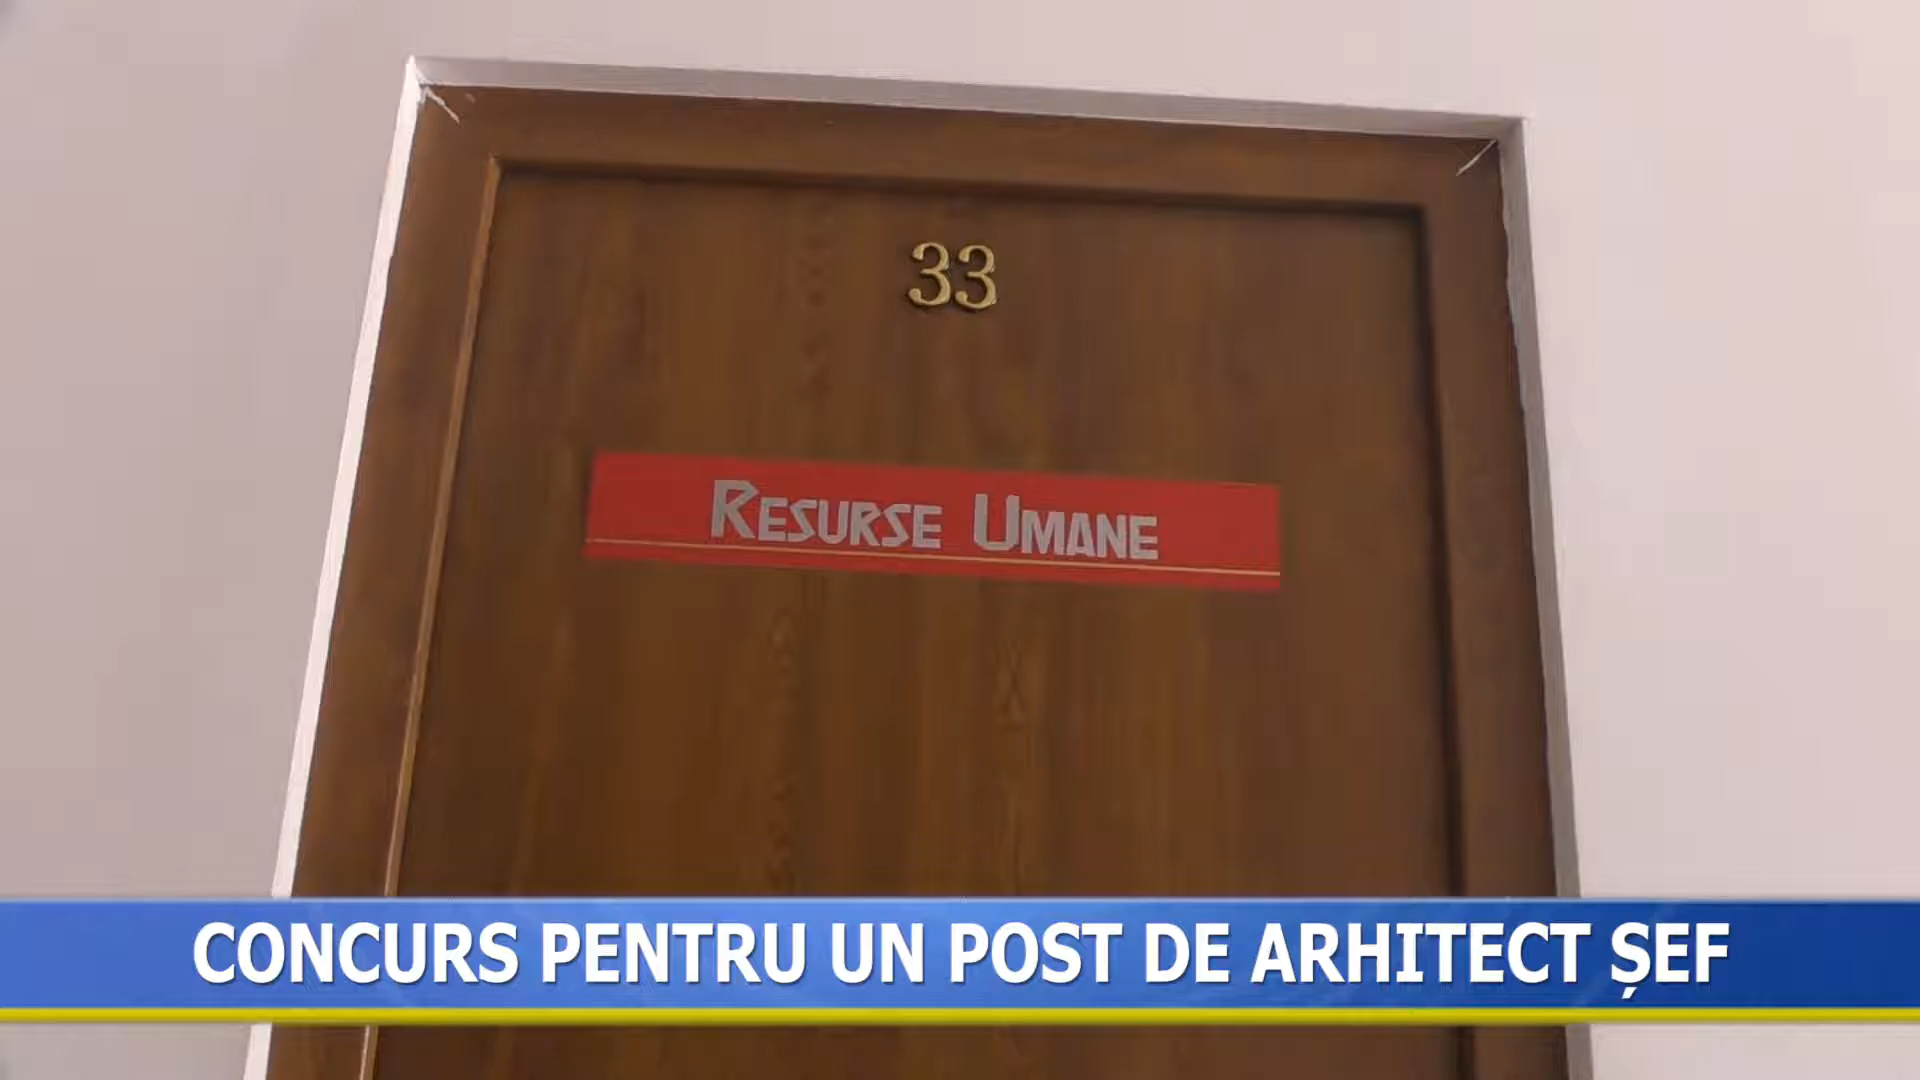 33
RESURSE UMANE
CONCURS PENTRU UN POST DE ARHITECT ȘEF